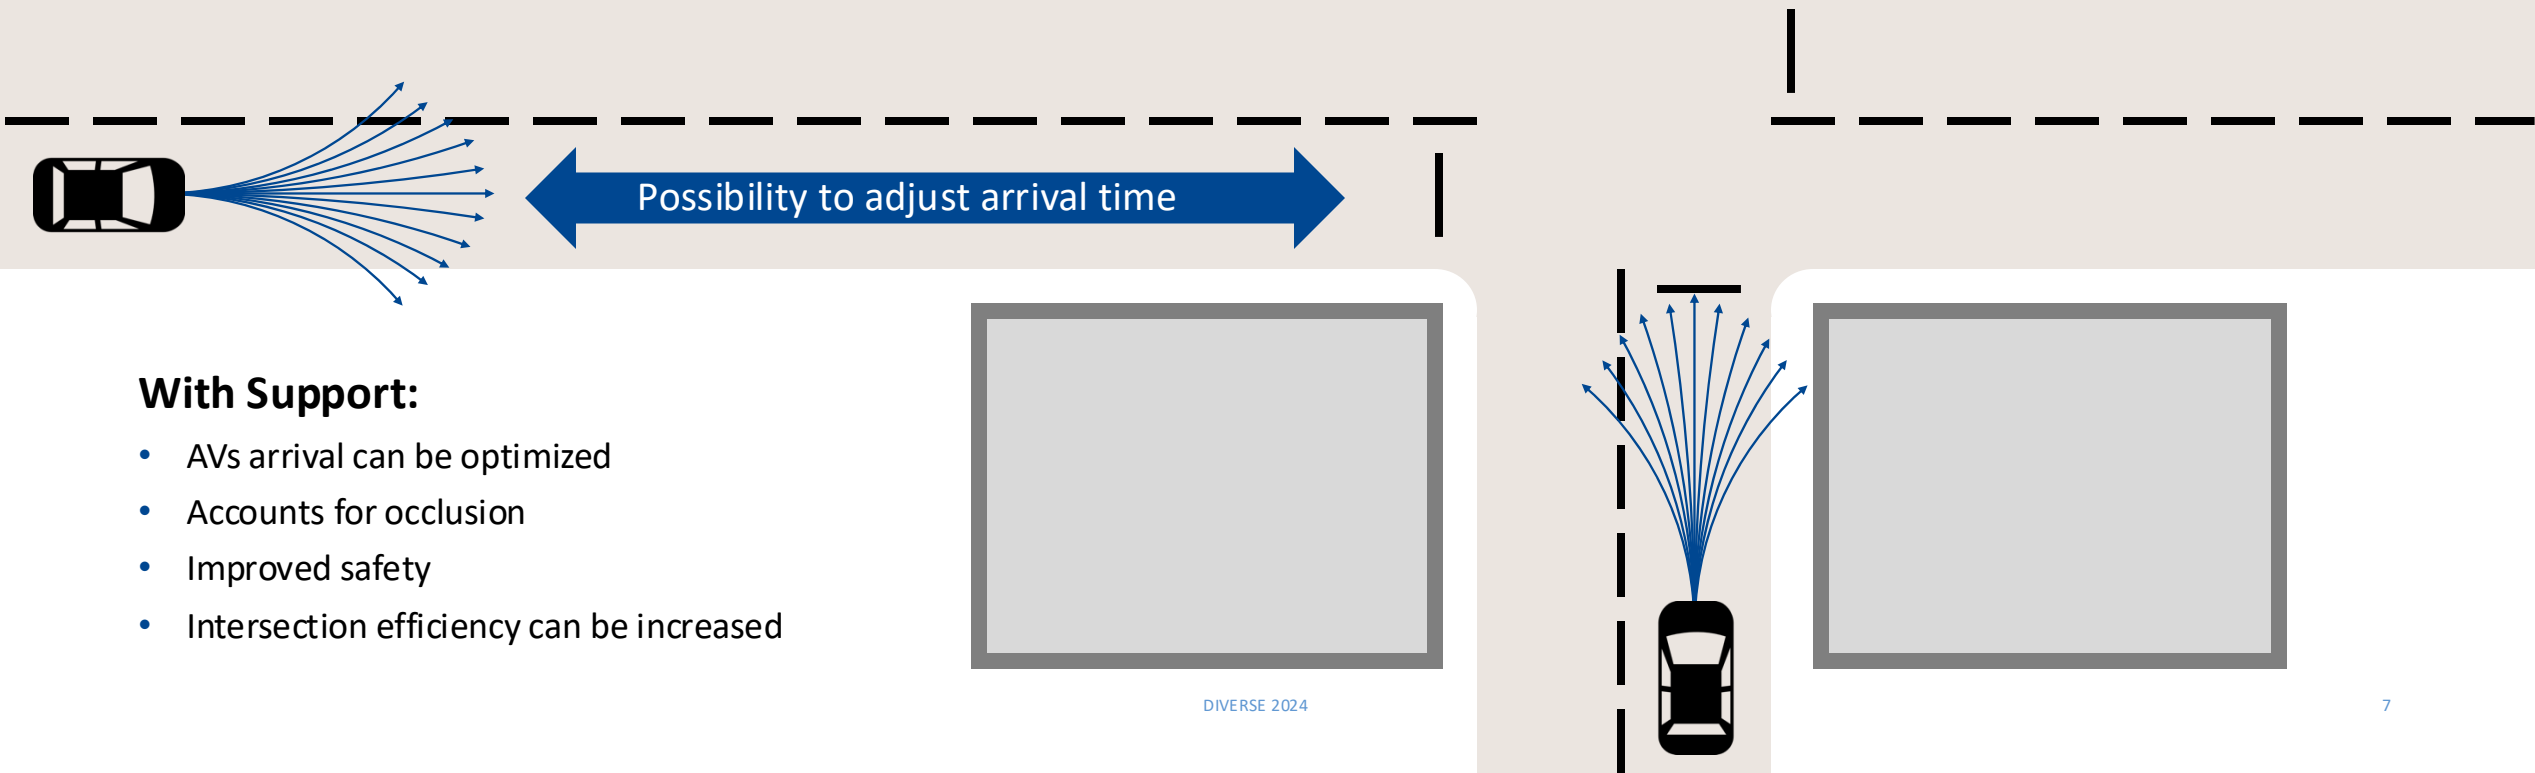 Possibility to adjust arrival time
With Support:
• AVs arrival can be optimized
• Accounts for occlusion
• Improved safety
• Intersection efficiency can be increased
DIVERSE 2024
7